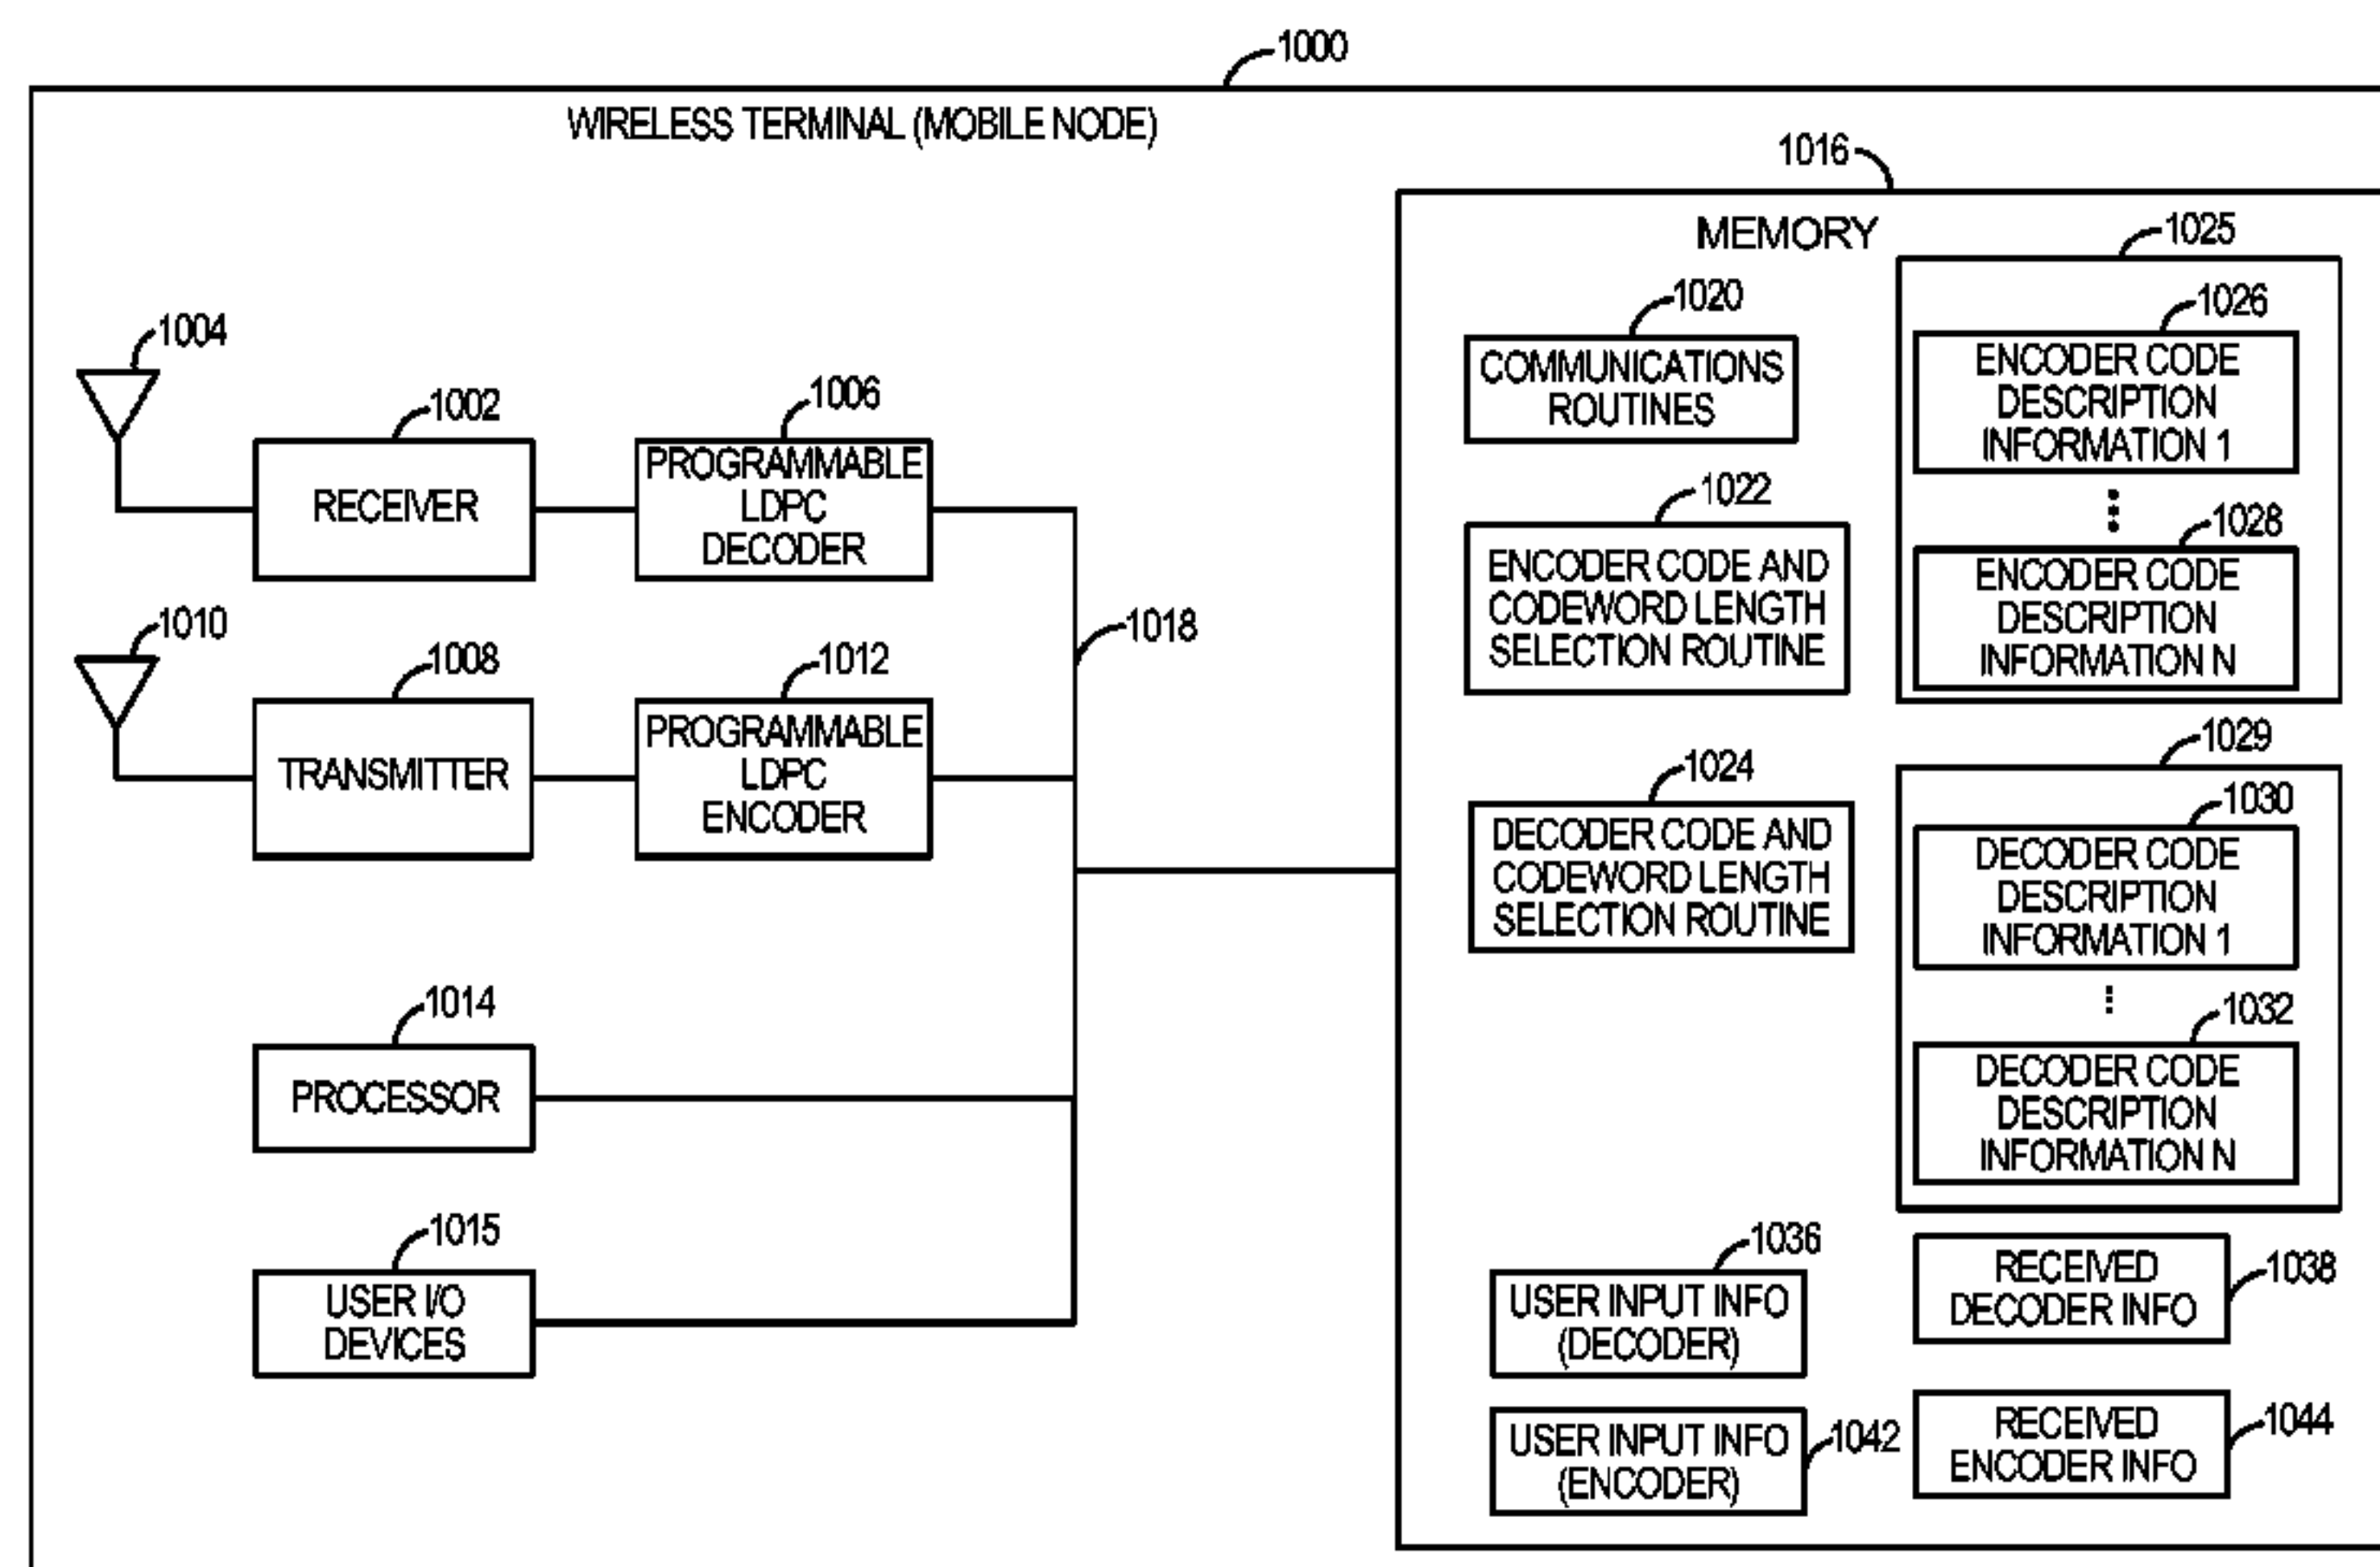 1000
WIRELESS TERMINAL (MOBILE NODE)
1016
MEMORY
1004
1002
RECEIVER
1006
PROGRAMMABLE
LDPC
DECODER
1010
1008
TRANSMITTER
1012
PROGRAMMABLE
LDPC
ENCODER
1018
1014
PROCESSOR
1015
USER I/O
DEVICES
1020
COMMUNICATIONS
ROUTINES
1022
ENCODER CODE AND
CODEWORD LENGTH
SELECTION ROUTINE
1024
DECODER CODE AND
CODEWORD LENGTH
SELECTION ROUTINE
1025
1026
ENCODER CODE
DESCRIPTION
INFORMATION 1
1028
ENCODER CODE
DESCRIPTION
INFORMATION N
1029
1030
DECODER CODE
DESCRIPTION
INFORMATION 1
1032
DECODER CODE
DESCRIPTION
INFORMATION N
1036
USER INPUT INFO
(DECODER)
1038
RECEIVED
DECODER INFO
1042
USER INPUT INFO
(ENCODER)
1044
RECEIVED
ENCODER INFO